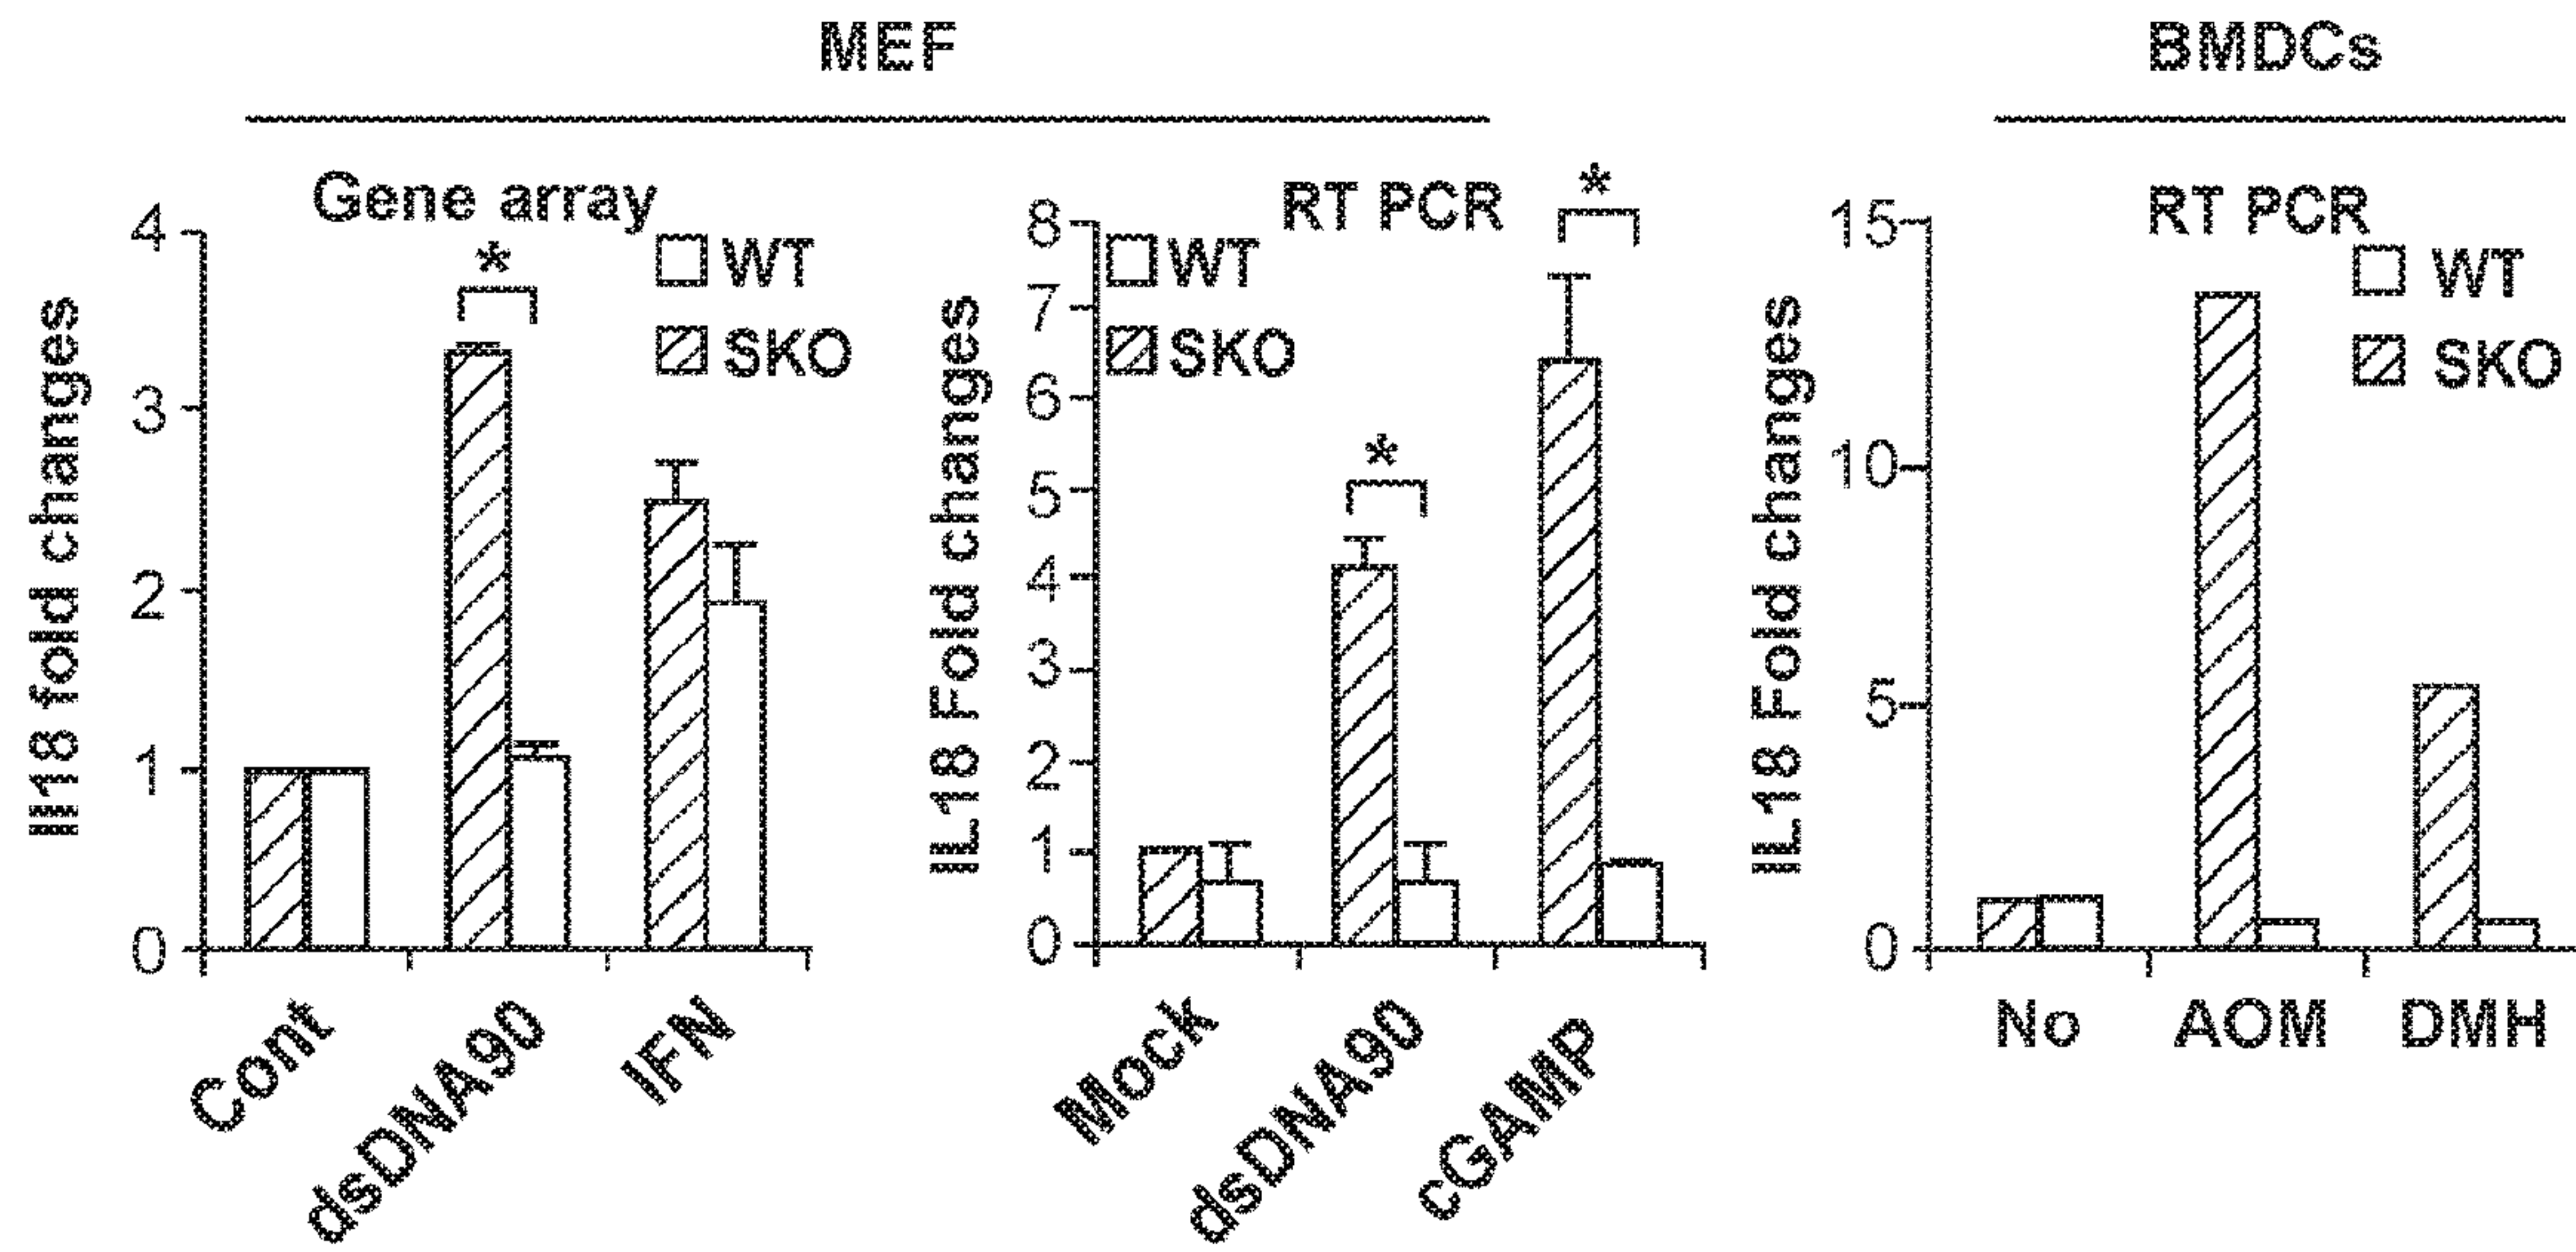 MEF
BMDCs
Gene array
WT
SKO
Il18 fold changes
4
3
2
1
0
Cont
dsDNA90
IFN
*
RT PCR
WT
SKO
IL18 Fold changes
8
7
6
5
4
3
2
1
0
Mock
dsDNA90
cGAMP
*
*
RT PCR
WT
SKO
IL18 Fold changes
15
10
5
0
No
AOM
DMH